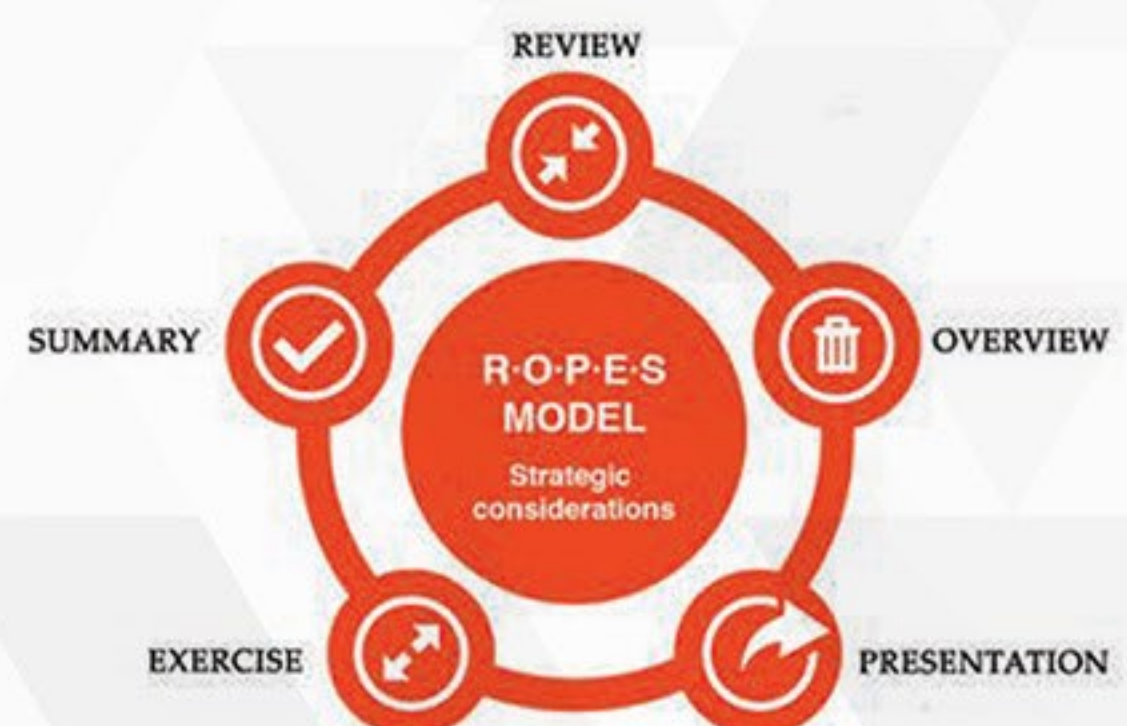 REVIEW
SUMMARY
OVERVIEW
R·O·P·E·S
MODEL
Strategic
considerations
EXERCISE
PRESENTATION